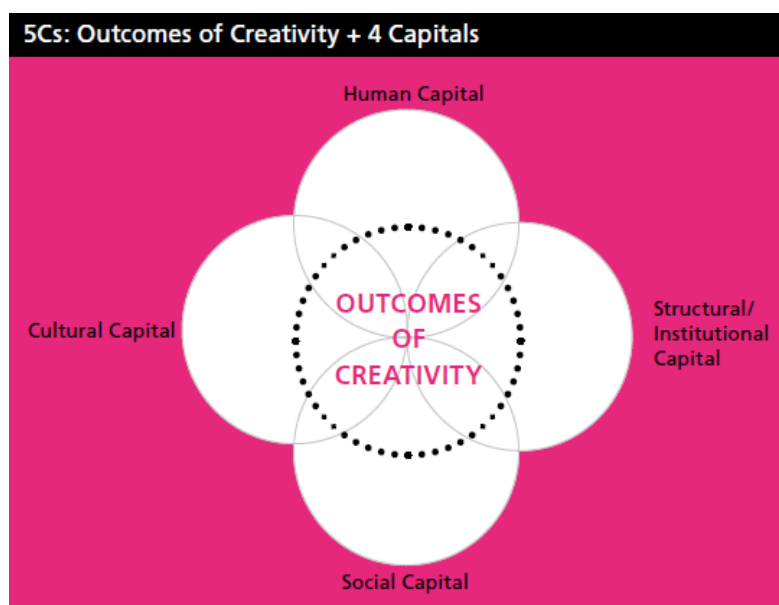 5Cs: Outcomes of Creativity + 4 Capitals
Human Capital
OUTCOMES
OF
CREATIVITY
Cultural Capital
Structural/
Institutional
Capital
Social Capital